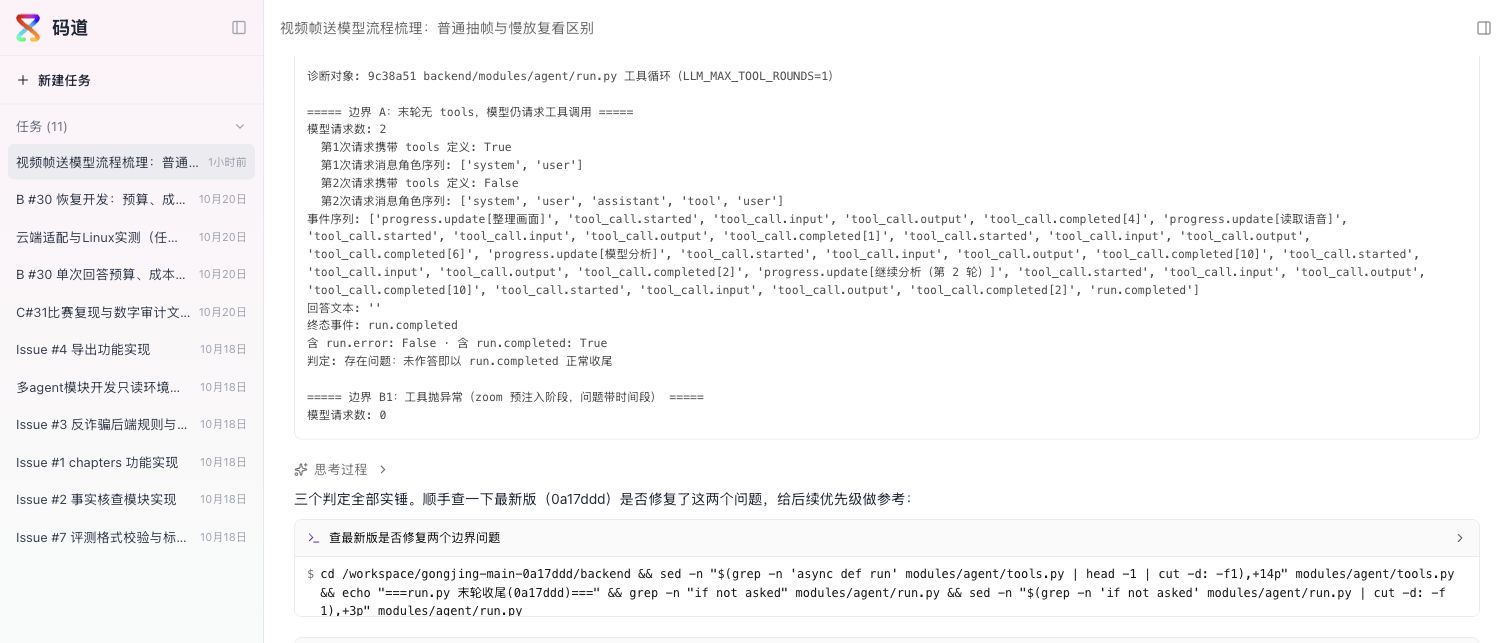 码道
新建任务
任务 (11)
视频帧送模型流程梳理：普通... 1小时前
B #30 恢复开发：预算、成... 10月20日
云端适配与Linux实测（任... 10月20日
B #30 单次回答预算、成本... 10月20日
C#31比赛复现与数字审计文... 10月20日
Issue #4 导出功能实现 10月18日
多agent模块开发只读环境... 10月18日
Issue #3 反诈骗后端规则与... 10月18日
Issue #1 chapters 功能实现 10月18日
Issue #2 事实核查模块实现 10月18日
Issue #7 评测格式校验与标... 10月18日
视频帧送模型流程梳理：普通抽帧与慢放复看区别
诊断对象: 9c38a51 backend/modules/agent/run.py 工具循环（LLM_MAX_TOOL_ROUNDS=1）
===== 边界 A：末轮无 tools，模型仍请求工具调用 =====
模型请求数: 2
第1次请求携带 tools 定义: True
第1次请求消息角色序列: ['system', 'user']
第2次请求携带 tools 定义: False
第2次请求消息角色序列: ['system', 'user', 'assistant', 'tool', 'user']
事件序列: ['progress.update[整理画面]', 'tool_call.started', 'tool_call.input', 'tool_call.output', 'tool_call.completed[4]', 'progress.update[读取语音]',
'tool_call.started', 'tool_call.input', 'tool_call.output', 'tool_call.completed[1]', 'tool_call.started', 'tool_call.input', 'tool_call.output',
'tool_call.completed[6]', 'progress.update[模型分析]', 'tool_call.started', 'tool_call.input', 'tool_call.output', 'tool_call.completed[10]', 'tool_call.started',
'tool_call.input', 'tool_call.output', 'tool_call.completed[2]', 'progress.update[继续分析（第 2 轮）]', 'tool_call.started', 'tool_call.input', 'tool_call.output',
'tool_call.completed[10]', 'tool_call.started', 'tool_call.input', 'tool_call.output', 'tool_call.completed[2]', 'run.completed']
回答文本: ''
终态事件: run.completed
含 run.error: False · 含 run.completed: True
判定: 存在问题：未作答即以 run.completed 正常收尾
===== 边界 B1：工具抛异常（zoom 预注入阶段，问题带时间段） =====
模型请求数: 0
思考过程
三个判定全部实锤。顺手查一下最新版（0a17ddd）是否修复了这两个问题，给后续优先级做参考：
查最新版是否修复两个边界问题
$ cd /workspace/gongjing-main-0a17ddd/backend && sed -n "$(grep -n 'async def run' modules/agent/tools.py | head -1 | cut -d: -f1),+14p" modules/agent/tools.py
&& echo "===run.py 末轮收尾(0a17ddd)===" && grep -n "if not asked" modules/agent/run.py && sed -n "$(grep -n 'if not asked' modules/agent/run.py | cut -d: -f
1),+3p" modules/agent/run.py